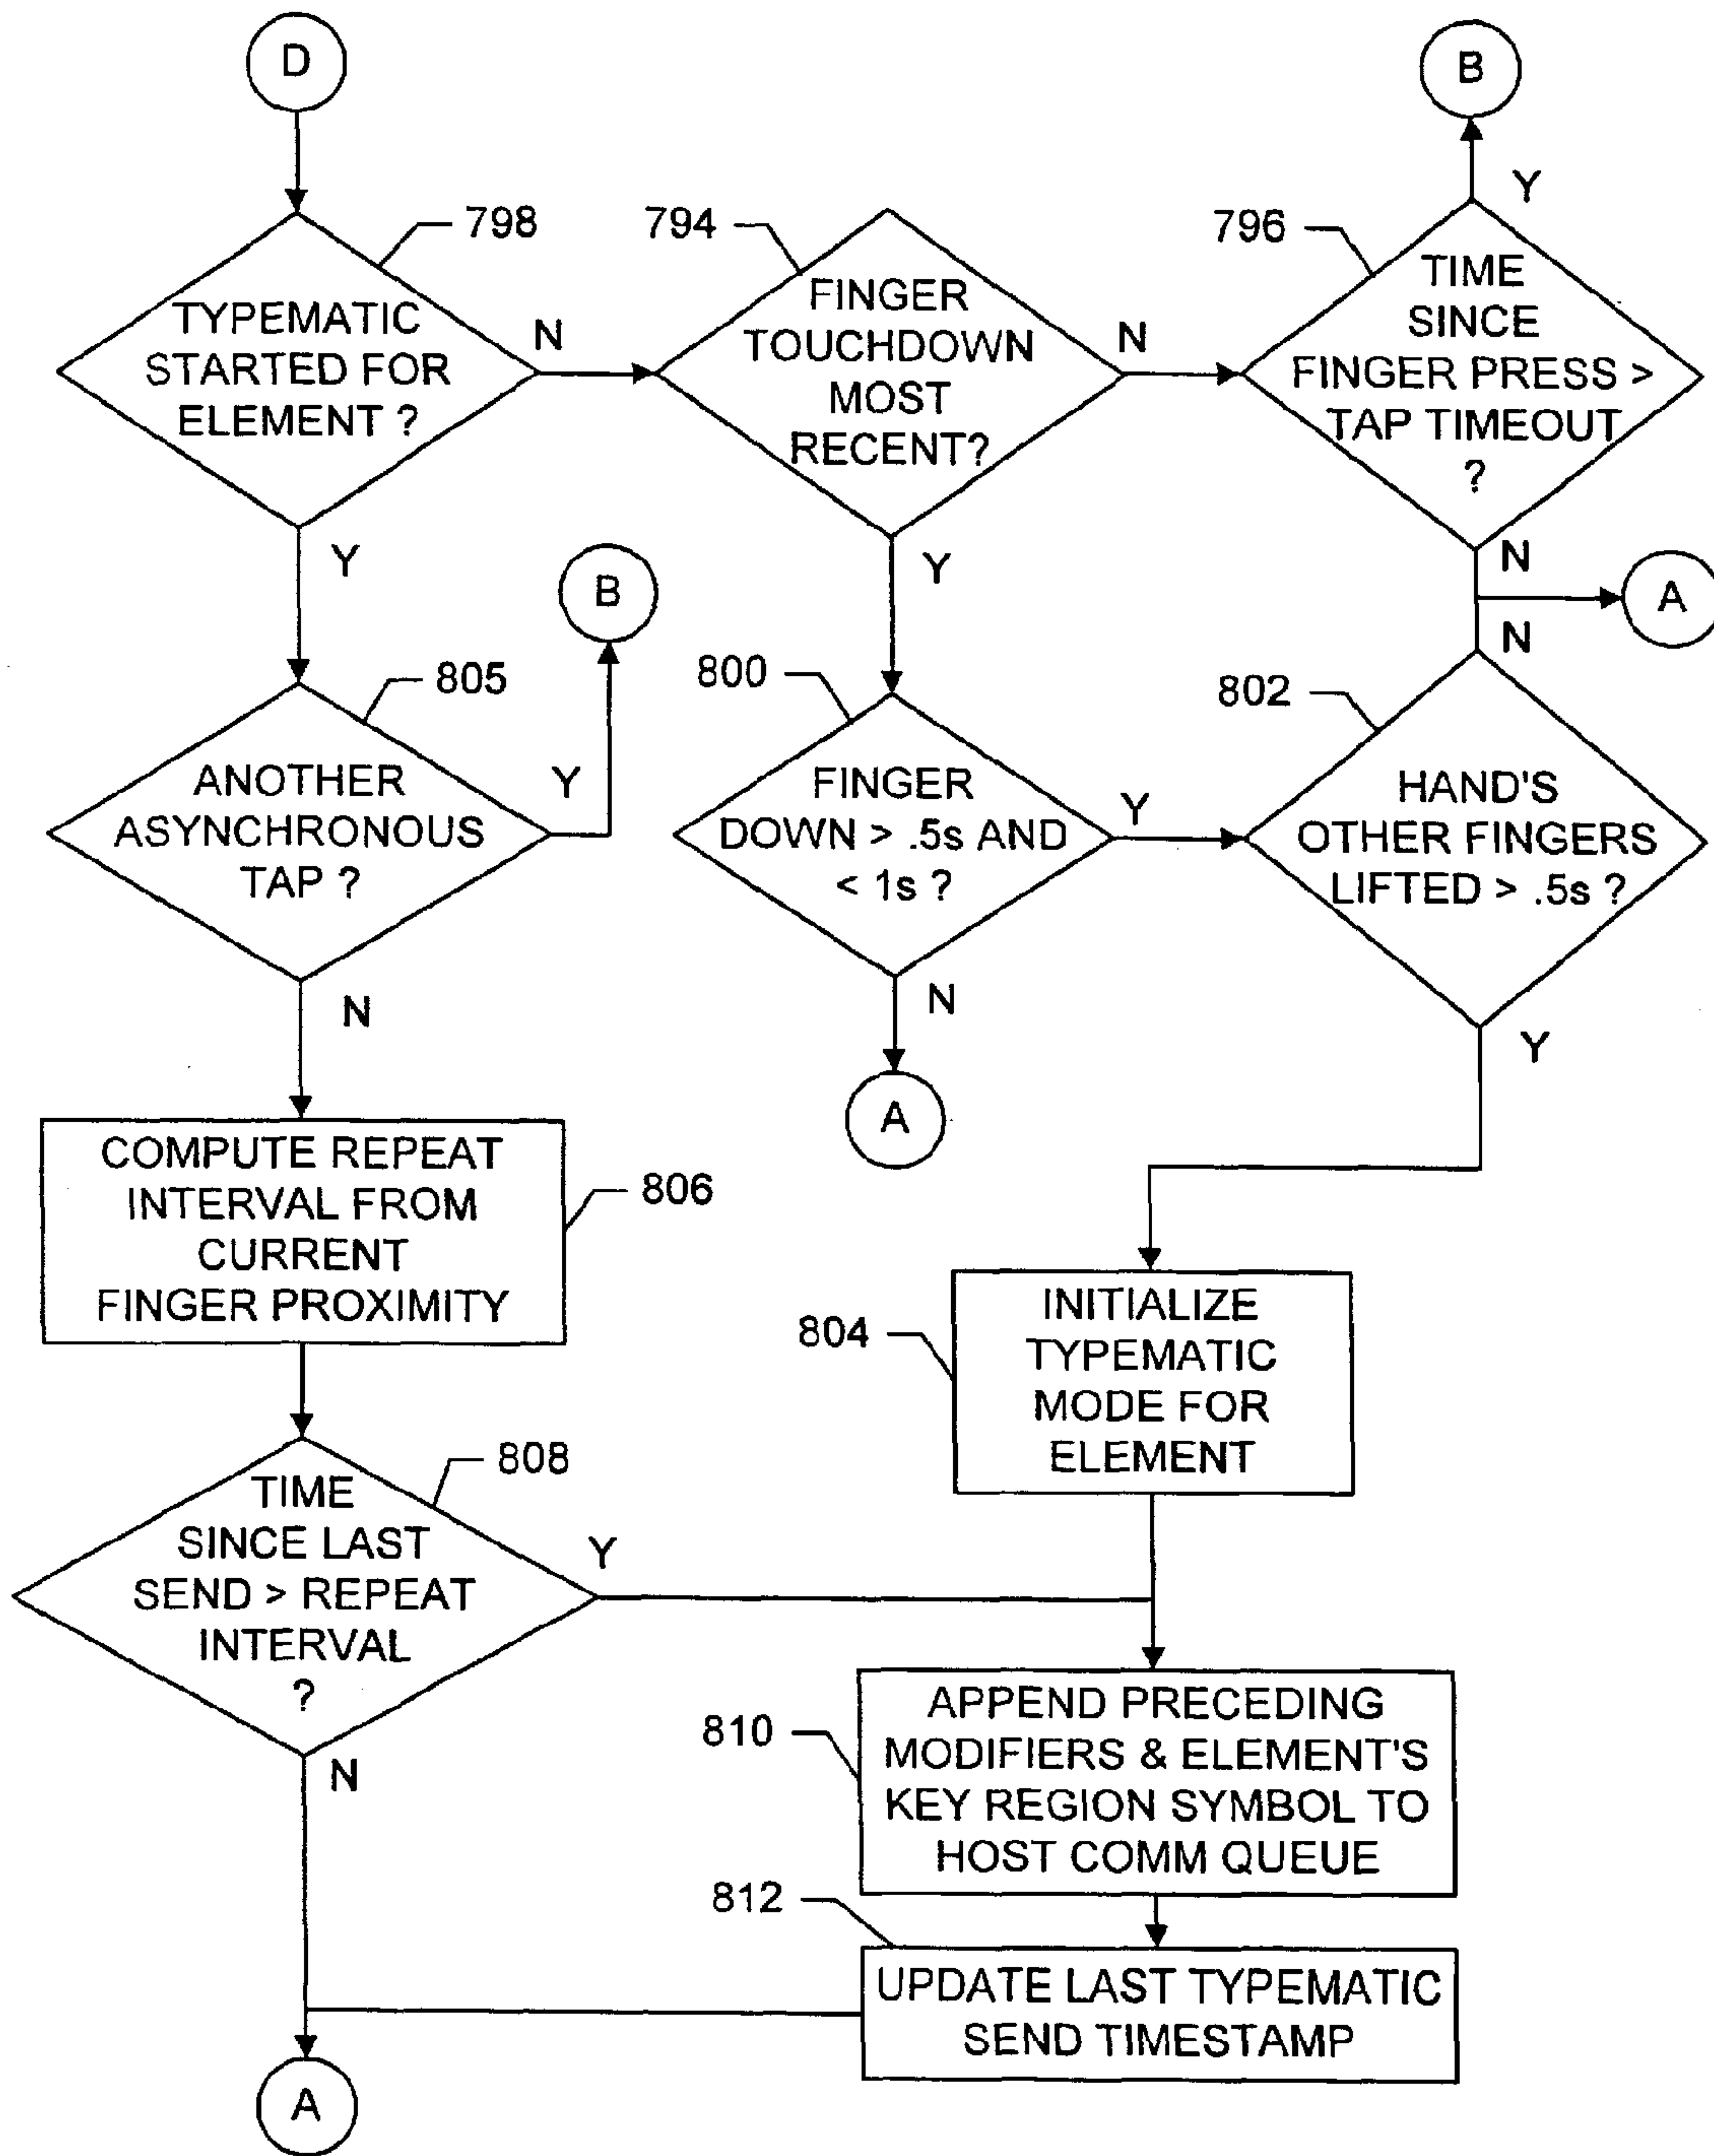 D
B
798
794
796
TYPEMATIC
STARTED FOR
ELEMENT ?
N
Y
FINGER
TOUCHDOWN
MOST
RECENT?
N
Y
Y
TIME
SINCE
FINGER PRESS >
TAP TIMEOUT
?
N
A
N
B
805
800
802
ANOTHER
ASYNCHRONOUS
TAP ?
Y
N
FINGER
DOWN > .5s AND
< 1s ?
Y
N
A
HAND'S
OTHER FINGERS
LIFTED > .5s ?
Y
COMPUTE REPEAT
INTERVAL FROM
CURRENT
FINGER PROXIMITY
806
804
INITIALIZE
TYPEMATIC
MODE FOR
ELEMENT
808
TIME
SINCE LAST
SEND > REPEAT
INTERVAL
?
Y
N
810
APPEND PRECEDING
MODIFIERS & ELEMENT'S
KEY REGION SYMBOL TO
HOST COMM QUEUE
812
UPDATE LAST TYPEMATIC
SEND TIMESTAMP
A